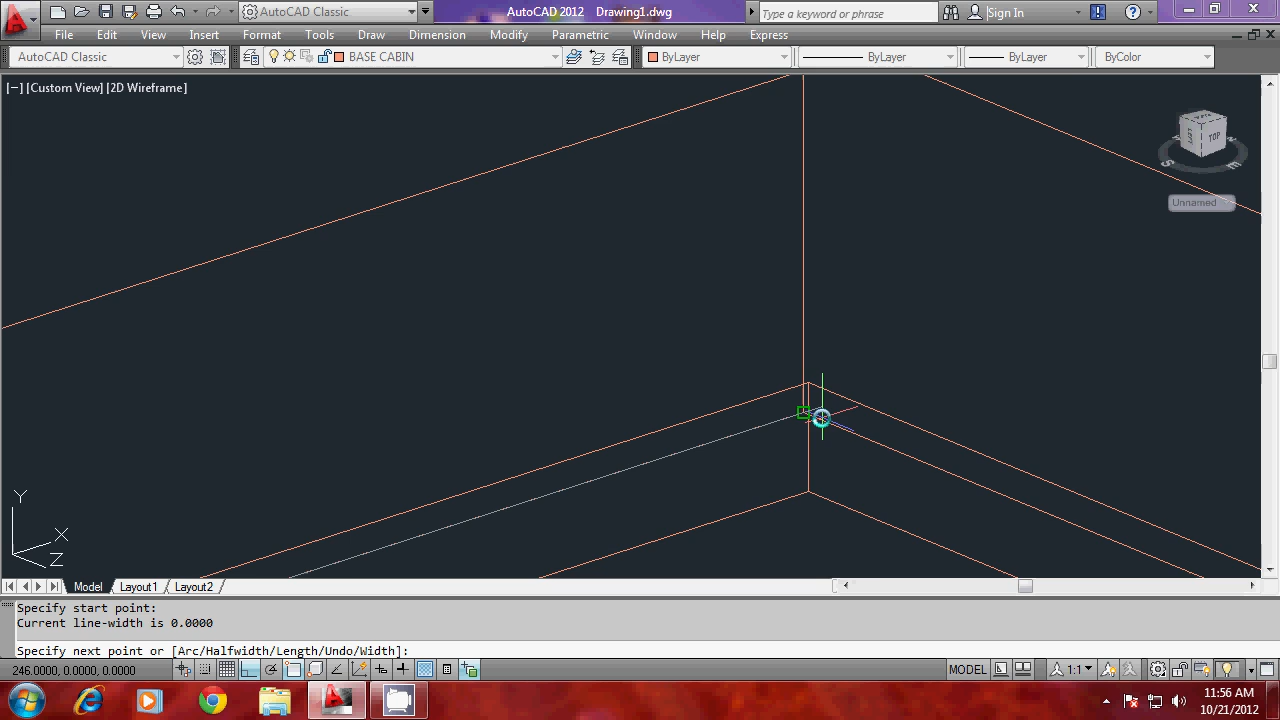 AutoCAD Classic
AutoCAD 2012 Drawing1.dwg
Type a keyword or phrase
Sign In
File Edit View Insert Format Tools Draw Dimension Modify Parametric Window Help Express
AutoCAD Classic
BASE CABIN
ByLayer
ByLayer
ByLayer
ByColor
[−] [Custom View] [2D Wireframe]
TOP
S
E
Unnamed
Y
X
Z
Model Layout1 Layout2
Specify start point:
Current line-width is 0.0000
Specify next point or [Arc/Halfwidth/Length/Undo/Width]:
246.0000, 0.0000, 0.0000
MODEL
1:1
11:56 AM
10/21/2012